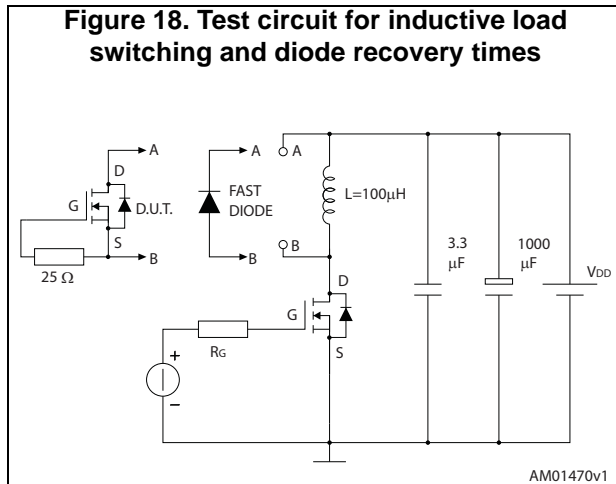 Figure 18. Test circuit for inductive load
switching and diode recovery times
A
D
G
D.U.T.
S
B
25 Ω
A
FAST
DIODE
B
A
L=100µH
B
D
G
S
RG
+
–
3.3
µF
1000
µF
VDD
AM01470v1